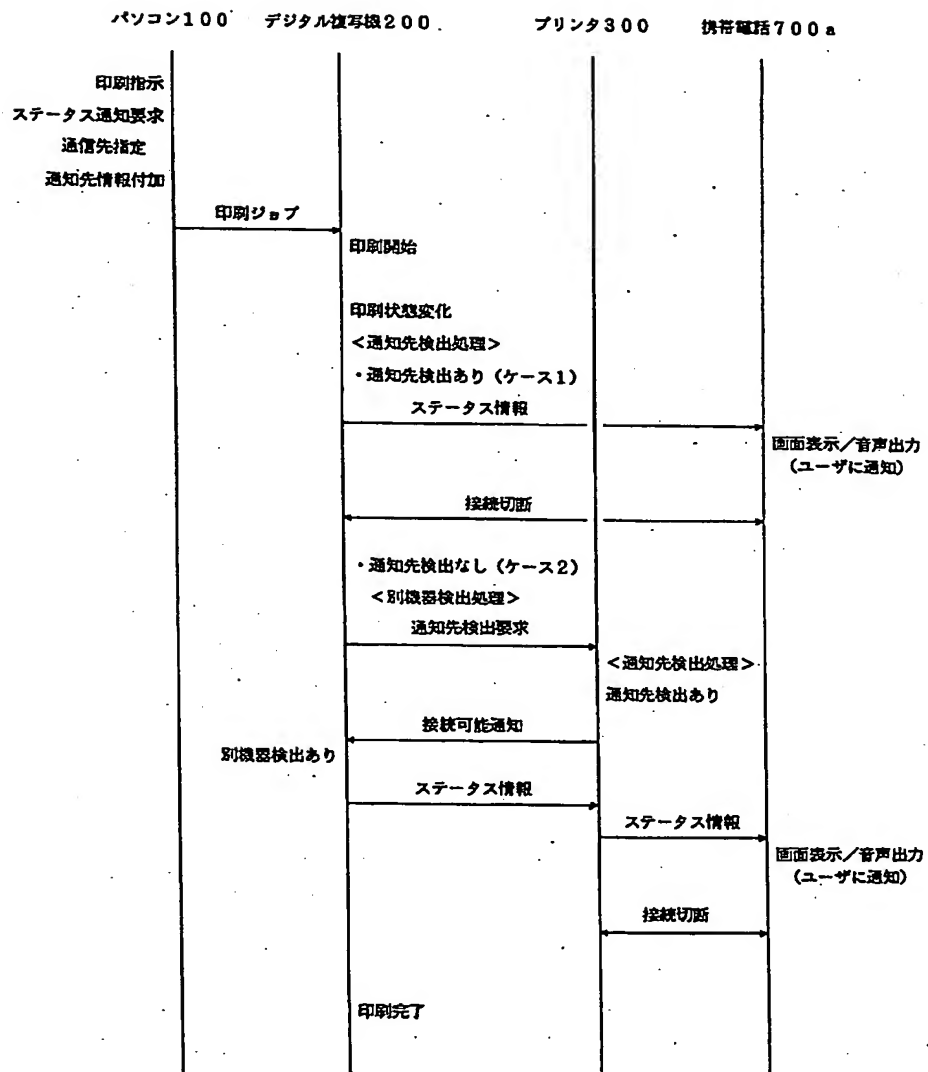 パソコン100 デジタル複写機200 プリンタ300 携帯電話700a
印刷指示
ステータス通知要求
通信先指定
通知先情報付加
印刷ジョブ
印刷開始
印刷状態変化
<通知先検出処理>
・通知先検出あり(ケース1)
ステータス情報
画面表示/音声出力
(ユーザに通知)
接続切断
・通知先検出なし(ケース2)
<別機器検出処理>
通知先検出要求
<通知先検出処理>
通知先検出あり
接続可能通知
別機器検出あり
ステータス情報
ステータス情報
画面表示/音声出力
(ユーザに通知)
接続切断
印刷完了